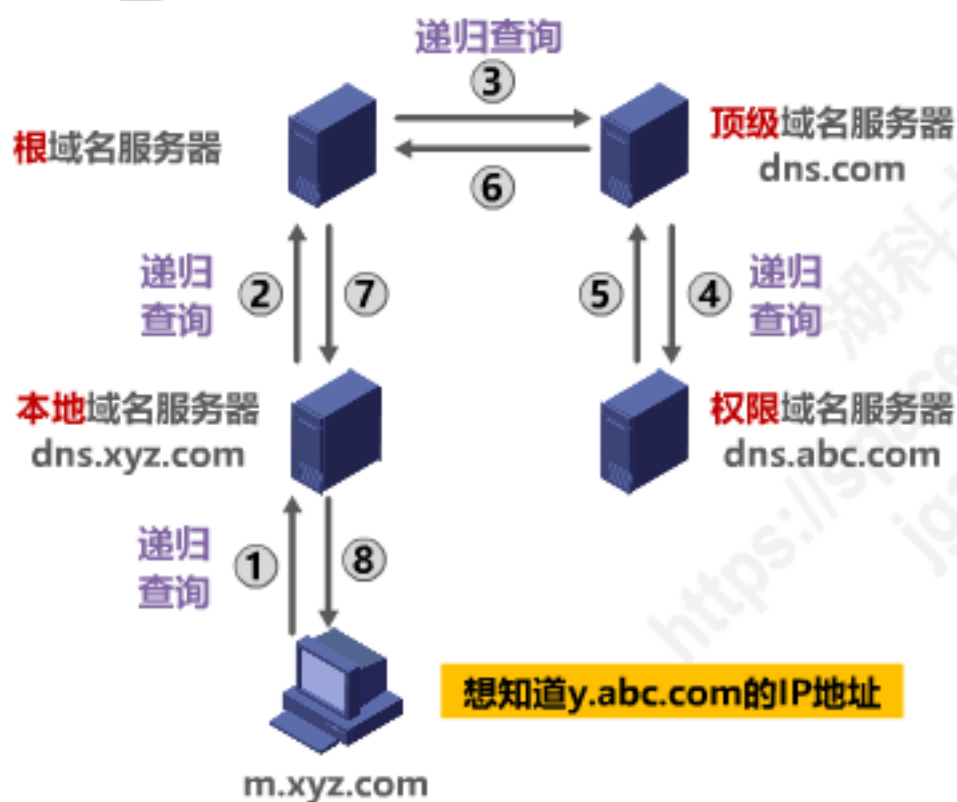 递归查询
③
根域名服务器
顶级域名服务器
dns.com
⑥
递归
查询
②
⑦
⑤
④
递归
查询
本地域名服务器
dns.xyz.com
权限域名服务器
dns.abc.com
递归
查询
①
⑧
想知道y.abc.com的IP地址
m.xyz.com